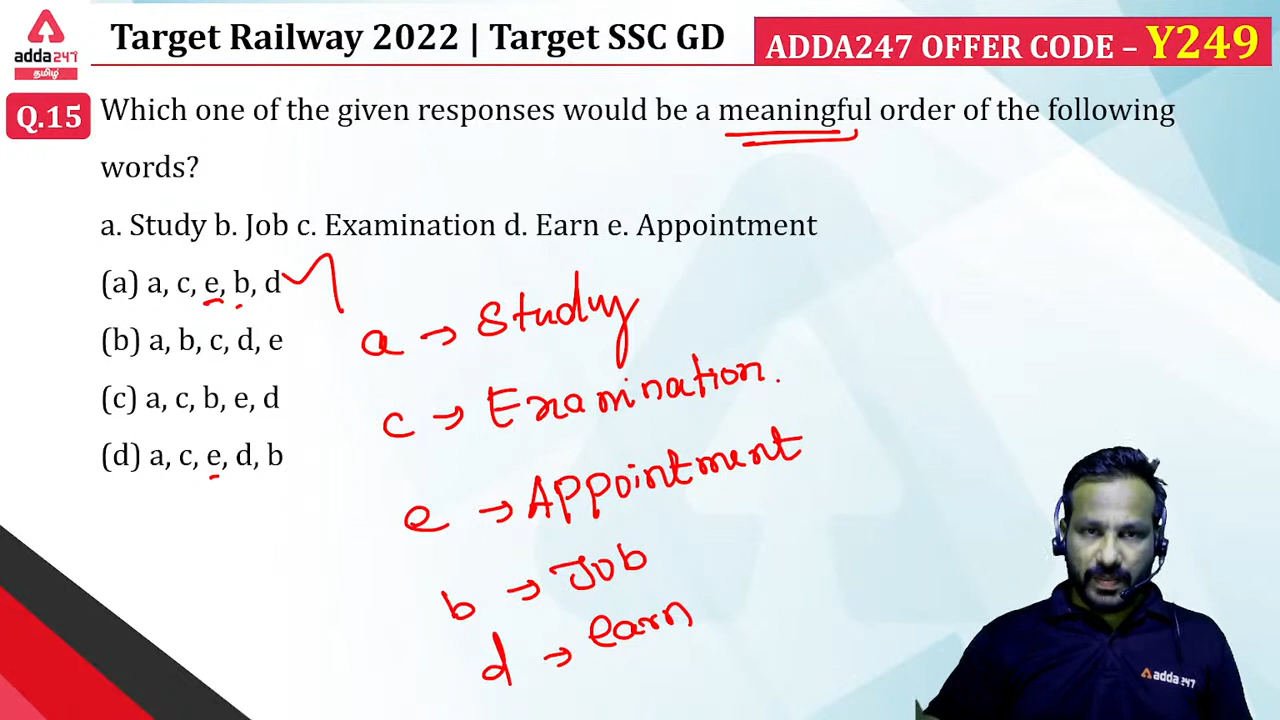 adda247
தமிழ்
Target Railway 2022 | Target SSC GD
ADDA247 OFFER CODE – Y249
Q.15 Which one of the given responses would be a meaningful order of the following
words?
a. Study b. Job c. Examination d. Earn e. Appointment
(a) a, c, e, b, d
(b) a, b, c, d, e
(c) a, c, b, e, d
(d) a, c, e, d, b
a → Study
c → Examination.
e → Appointment
b → Job
d → earn
adda247